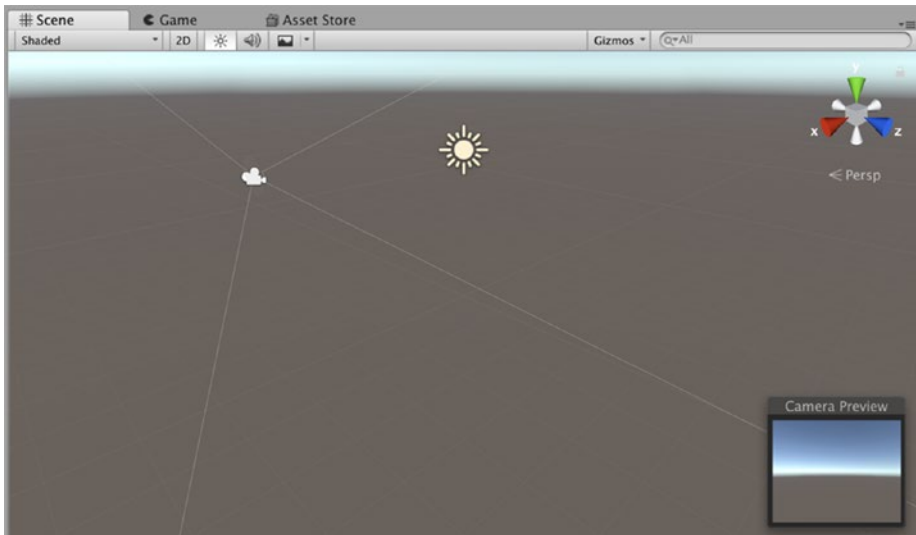 Scene Game Asset Store
Shaded 2D Gizmos All
y
x z
Persp
Camera Preview